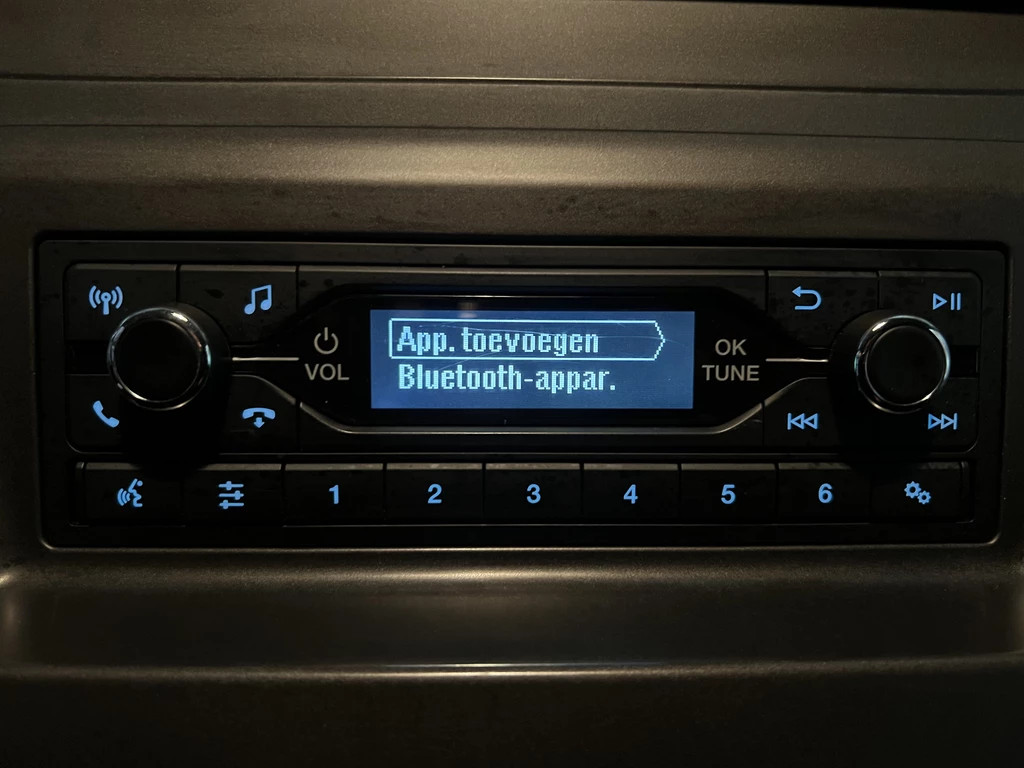 App. toevoegen
Bluetooth-appar.
VOL
OK
TUNE
1 2 3 4 5 6